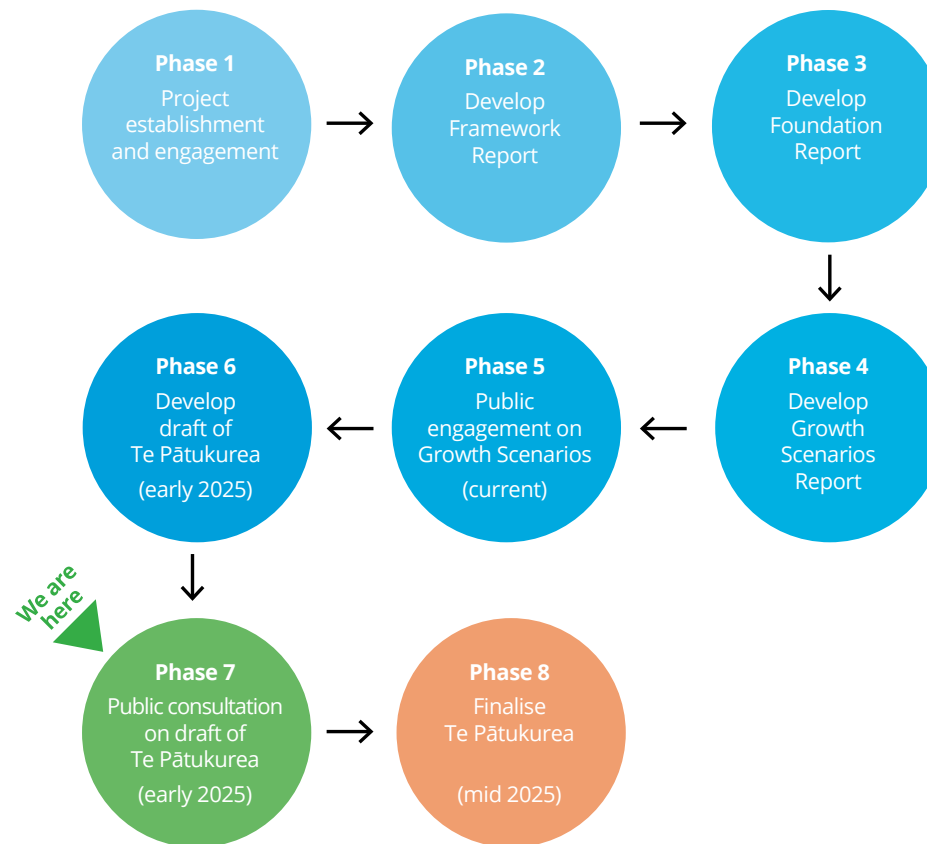 Phase 1
Project
establishment
and engagement
Phase 2
Develop
Framework
Report
Phase 3
Develop
Foundation
Report
Phase 4
Develop
Growth
Scenarios
Report
Phase 5
Public
engagement on
Growth Scenarios
(current)
Phase 6
Develop
draft of
Te Pātukurea
(early 2025)
We are
here
Phase 7
Public consultation
on draft of
Te Pātukurea
(early 2025)
Phase 8
Finalise
Te Pātukurea
(mid 2025)